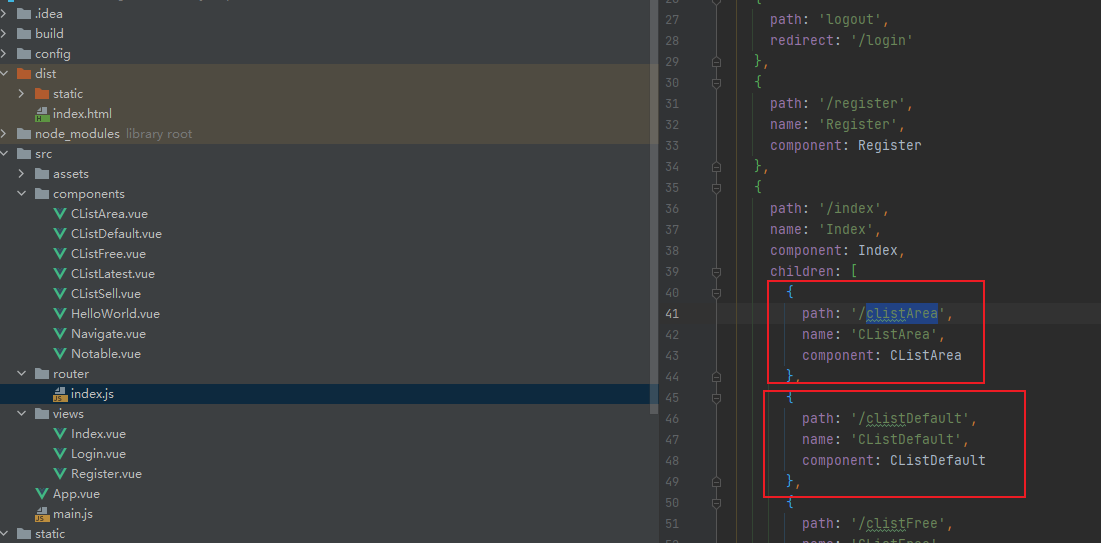 .idea
build
config
dist
static
index.html
node_modules library root
src
assets
components
CListArea.vue
CListDefault.vue
CListFree.vue
CListLatest.vue
CListSell.vue
HelloWorld.vue
Navigate.vue
Notable.vue
router
index.js
views
Index.vue
Login.vue
Register.vue
App.vue
main.js
static
27 path: 'logout',
28 redirect: '/login'
29 },
30 {
31 path: '/register',
32 name: 'Register',
33 component: Register
34 },
35 {
36 path: '/index',
37 name: 'Index',
38 component: Index,
39 children: [
40 {
41 path: '/clistArea',
42 name: 'CListArea',
43 component: CListArea
44 },
45 {
46 path: '/clistDefault',
47 name: 'CListDefault',
48 component: CListDefault
49 },
50 {
51 path: '/clistFree',